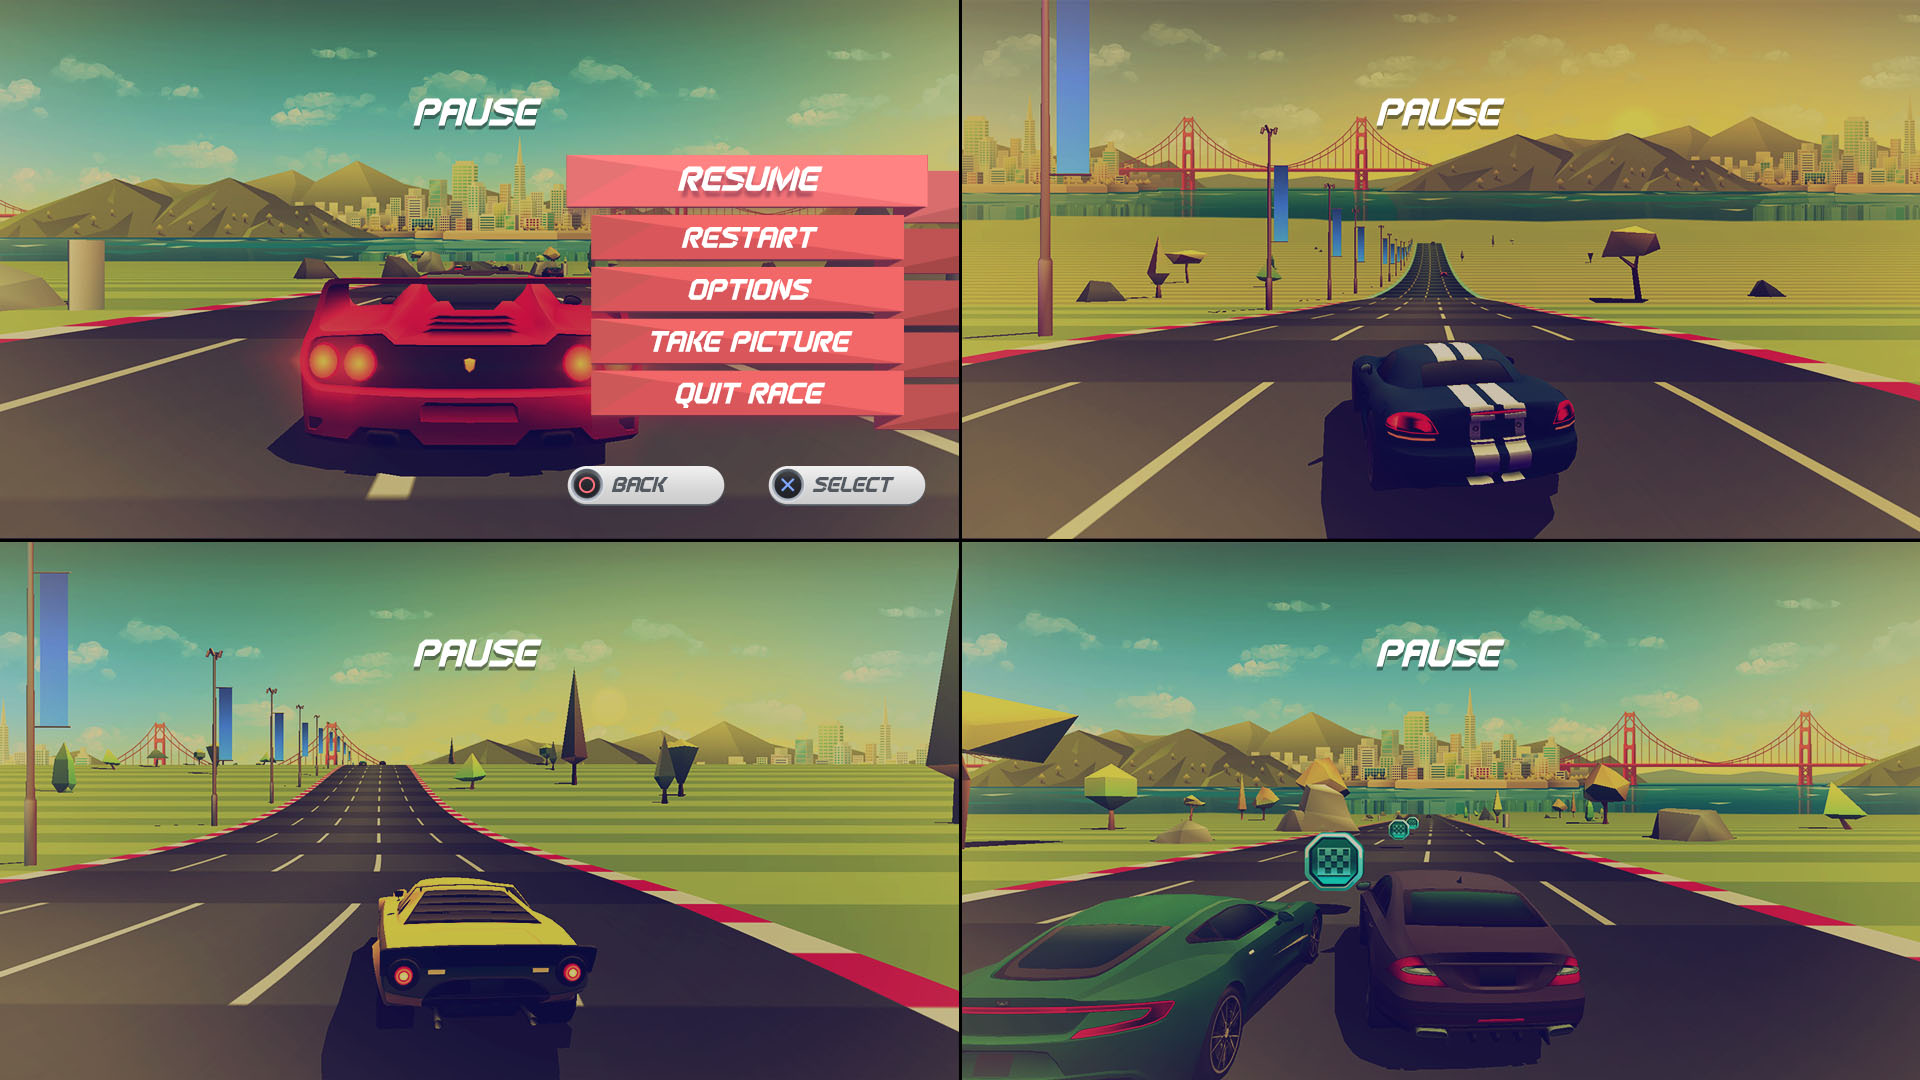 PAUSE
RESUME
RESTART
OPTIONS
TAKE PICTURE
QUIT RACE
BACK
SELECT
PAUSE
PAUSE
PAUSE